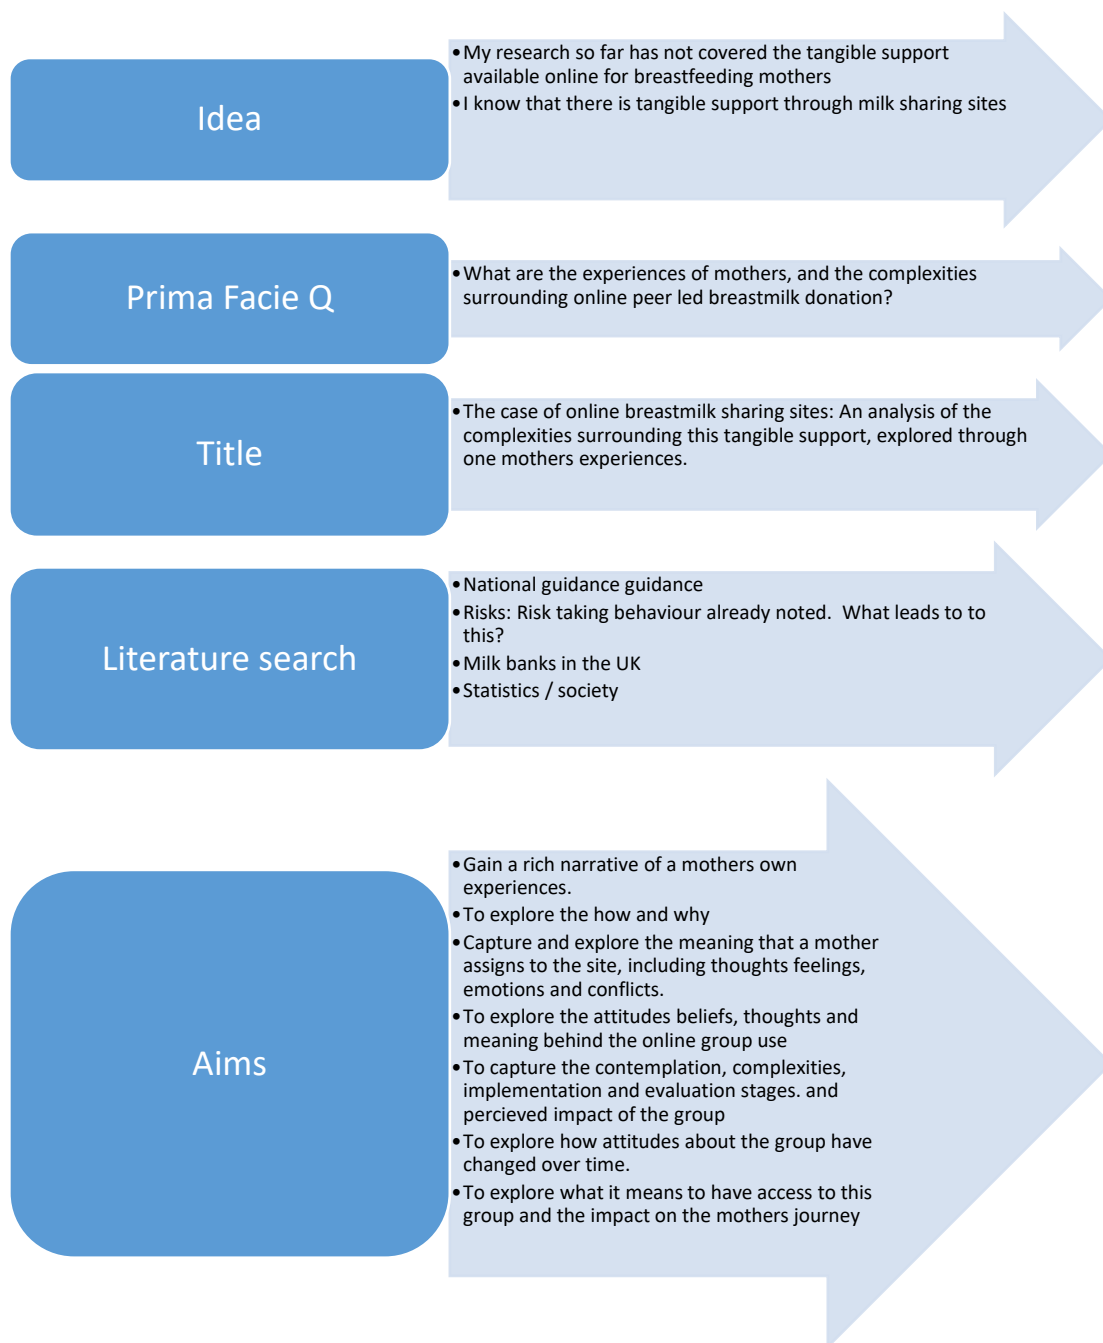 Idea
•My research so far has not covered the tangible support
available online for breastfeeding mothers
•I know that there is tangible support through milk sharing sites
Prima Facie Q
•What are the experiences of mothers, and the complexities
surrounding online peer led breastmilk donation?
Title
•The case of online breastmilk sharing sites: An analysis of the
complexities surrounding this tangible support, explored through
one mothers experiences.
Literature search
•National guidance guidance
•Risks: Risk taking behaviour already noted.  What leads to to
this?
•Milk banks in the UK
•Statistics / society
Aims
•Gain a rich narrative of a mothers own
experiences.
•To explore the how and why
•Capture and explore the meaning that a mother
assigns to the site, including thoughts feelings,
emotions and conflicts.
•To explore the attitudes beliefs, thoughts and
meaning behind the online group use
•To capture the contemplation, complexities,
implementation and evaluation stages. and
percieved impact of the group
•To explore how attitudes about the group have
changed over time.
•To explore what it means to have access to this
group and the impact on the mothers journey